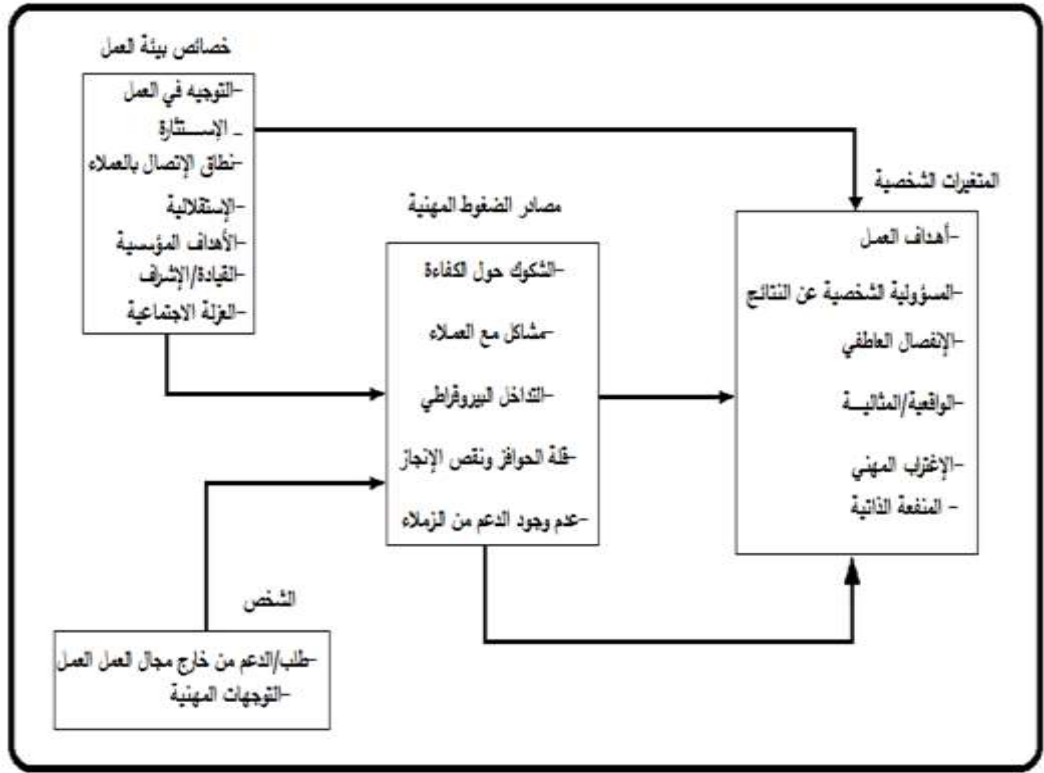 خصائص بيئة العمل
-التوجيه في العمل
- الإستثارة
-نطاق الإتصال بالعملاء
-الإستقلالية
-الأهداف المؤسسية
-القيادة/الإشراف
-العزلة الاجتماعية
مصادر الضغوط المهنية
-الشكوك حول الكفاءة
-مشاكل مع العملاء
-التداخل البيروقراطي
-قلة الحوافز ونقص الإنجاز
-عدم وجود الدعم من الزملاء
المتغيرات الشخصية
-أهداف العمل
-المسؤولية الشخصية عن النتائج
-الإنفصال العاطفي
-الواقعية/المثالية
-الإغتراب المهني
- المنفعة الذاتية
الشخص
-طلب/الدعم من خارج مجال العمل العمل
-التوجهات المهنية